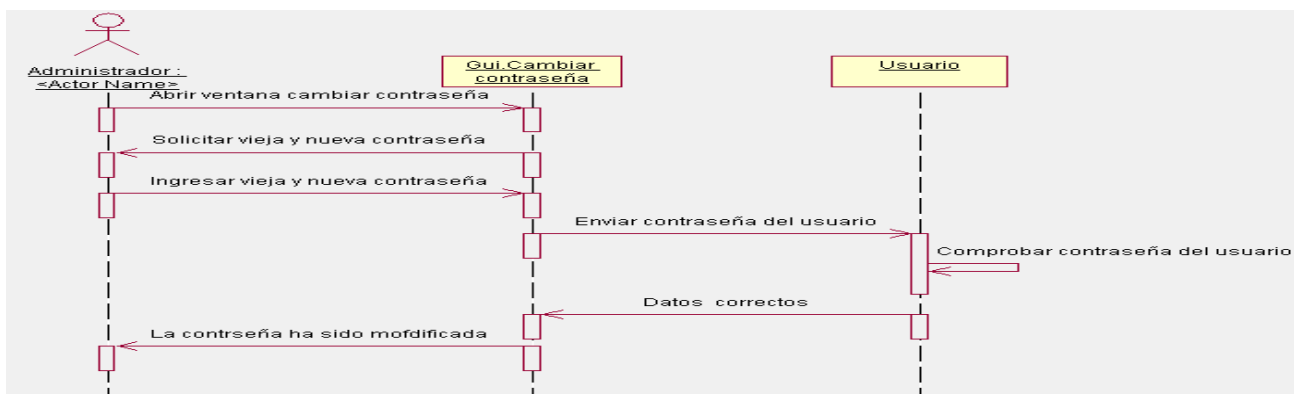 Administrador :
<Actor Name>
Gui.Cambiar
contraseña
Usuario
Abrir ventana cambiar contraseña
Solicitar vieja y nueva contraseña
Ingresar vieja y nueva contraseña
Enviar contraseña del usuario
Comprobar contraseña del usuario
Datos correctos
La contrseña ha sido mofdificada